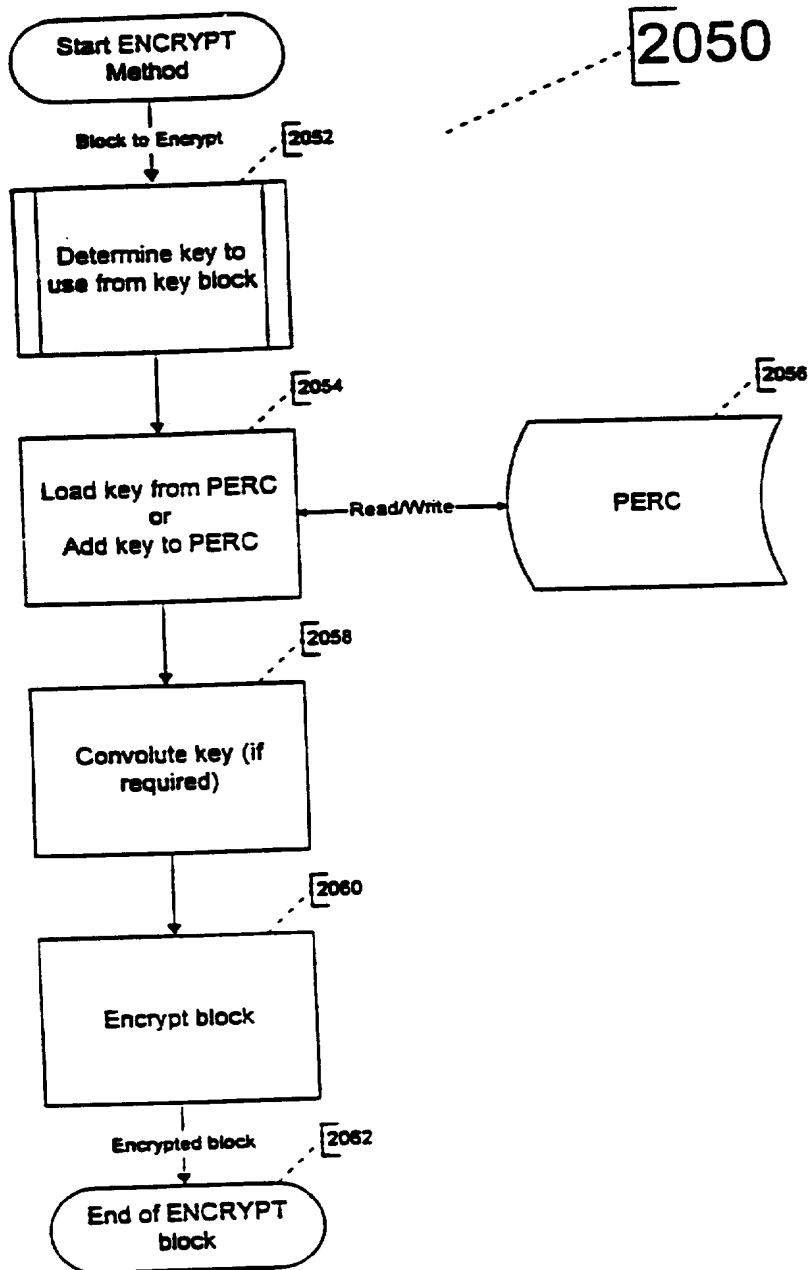 2050
Start ENCRYPT
Method
Block to Encrypt
2052
Determine key to
use from key block
2054
2056
Load key from PERC
or
Add key to PERC
Read/Write
PERC
2058
Convolute key (if
required)
2060
Encrypt block
Encrypted block
2062
End of ENCRYPT
block